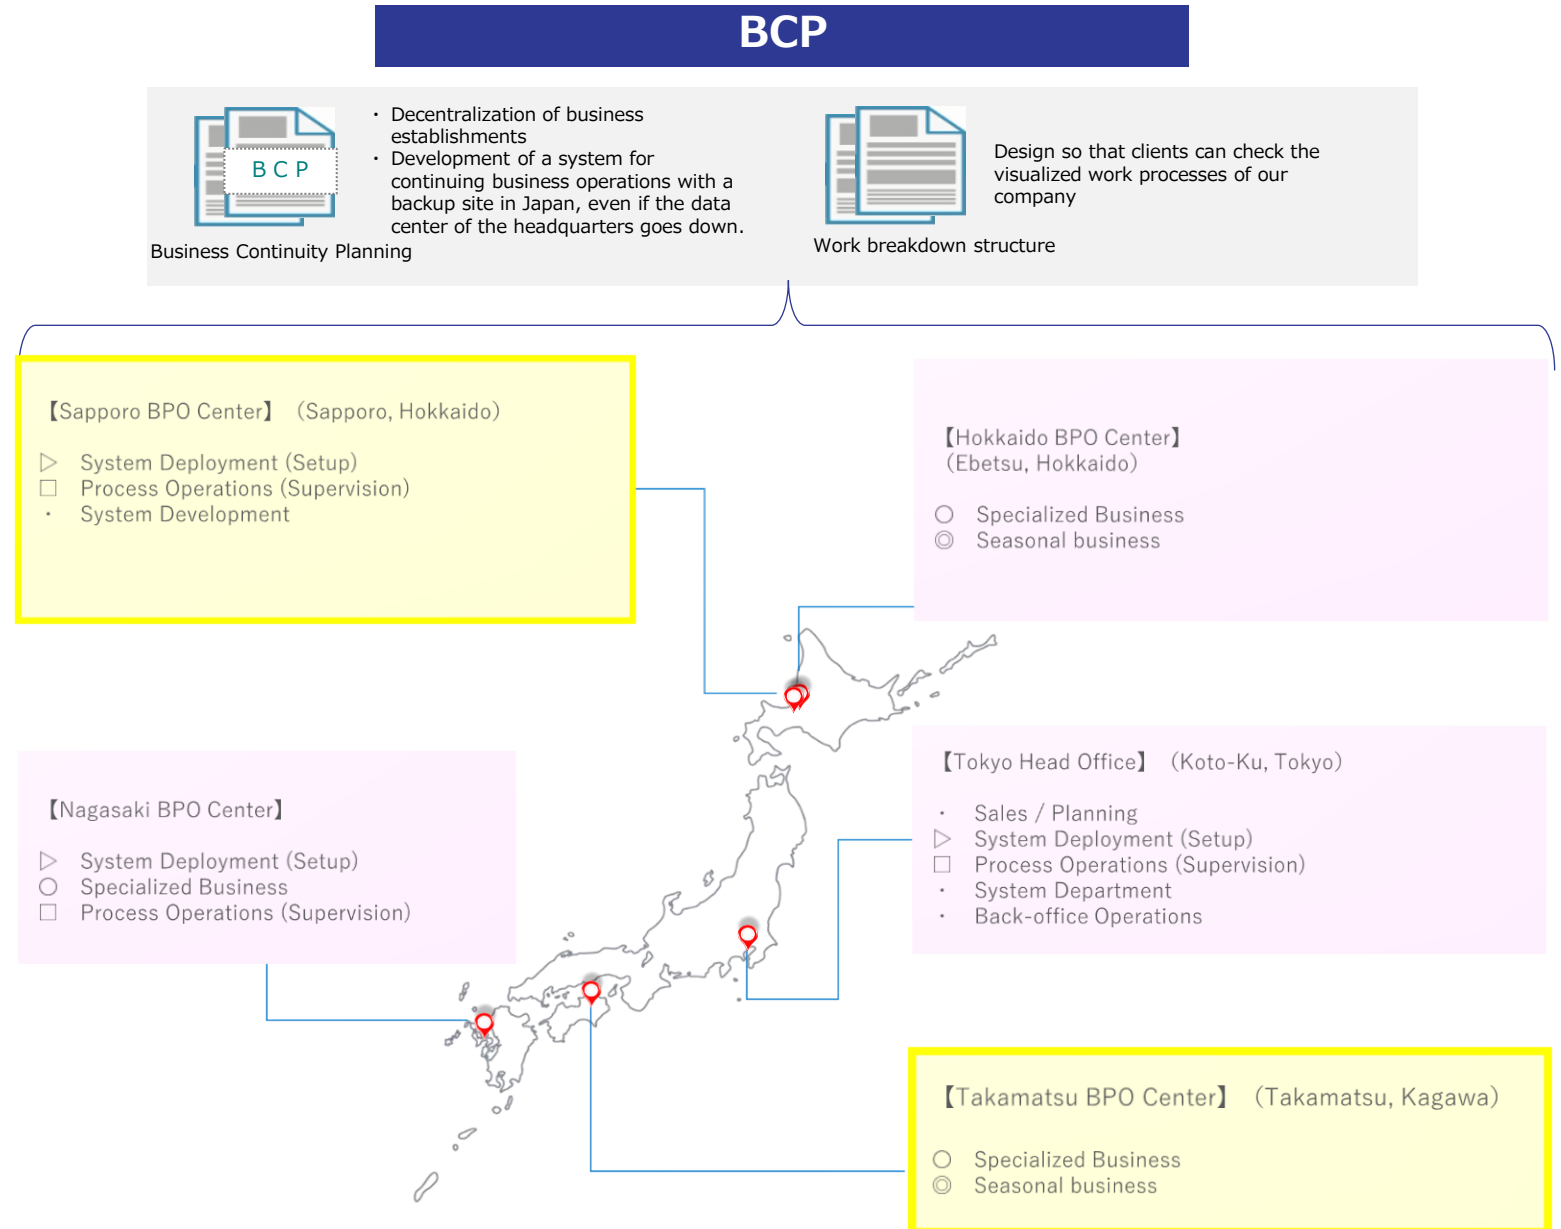 BCP
B C P
Business Continuity Planning
・ Decentralization of business
establishments
・ Development of a system for
continuing business operations with a
backup site in Japan, even if the data
center of the headquarters goes down.
Work breakdown structure
Design so that clients can check the
visualized work processes of our
company
【Sapporo BPO Center】 （Sapporo, Hokkaido）
▷ System Deployment (Setup)
□ Process Operations (Supervision)
・ System Development
【Hokkaido BPO Center】
（Ebetsu, Hokkaido）
○ Specialized Business
◎ Seasonal business
【Nagasaki BPO Center】
▷ System Deployment (Setup)
○ Specialized Business
□ Process Operations (Supervision)
【Tokyo Head Office】 （Koto-Ku, Tokyo）
・ Sales / Planning
▷ System Deployment (Setup)
□ Process Operations (Supervision)
・ System Department
・ Back-office Operations
【Takamatsu BPO Center】 （Takamatsu, Kagawa）
○ Specialized Business
◎ Seasonal business